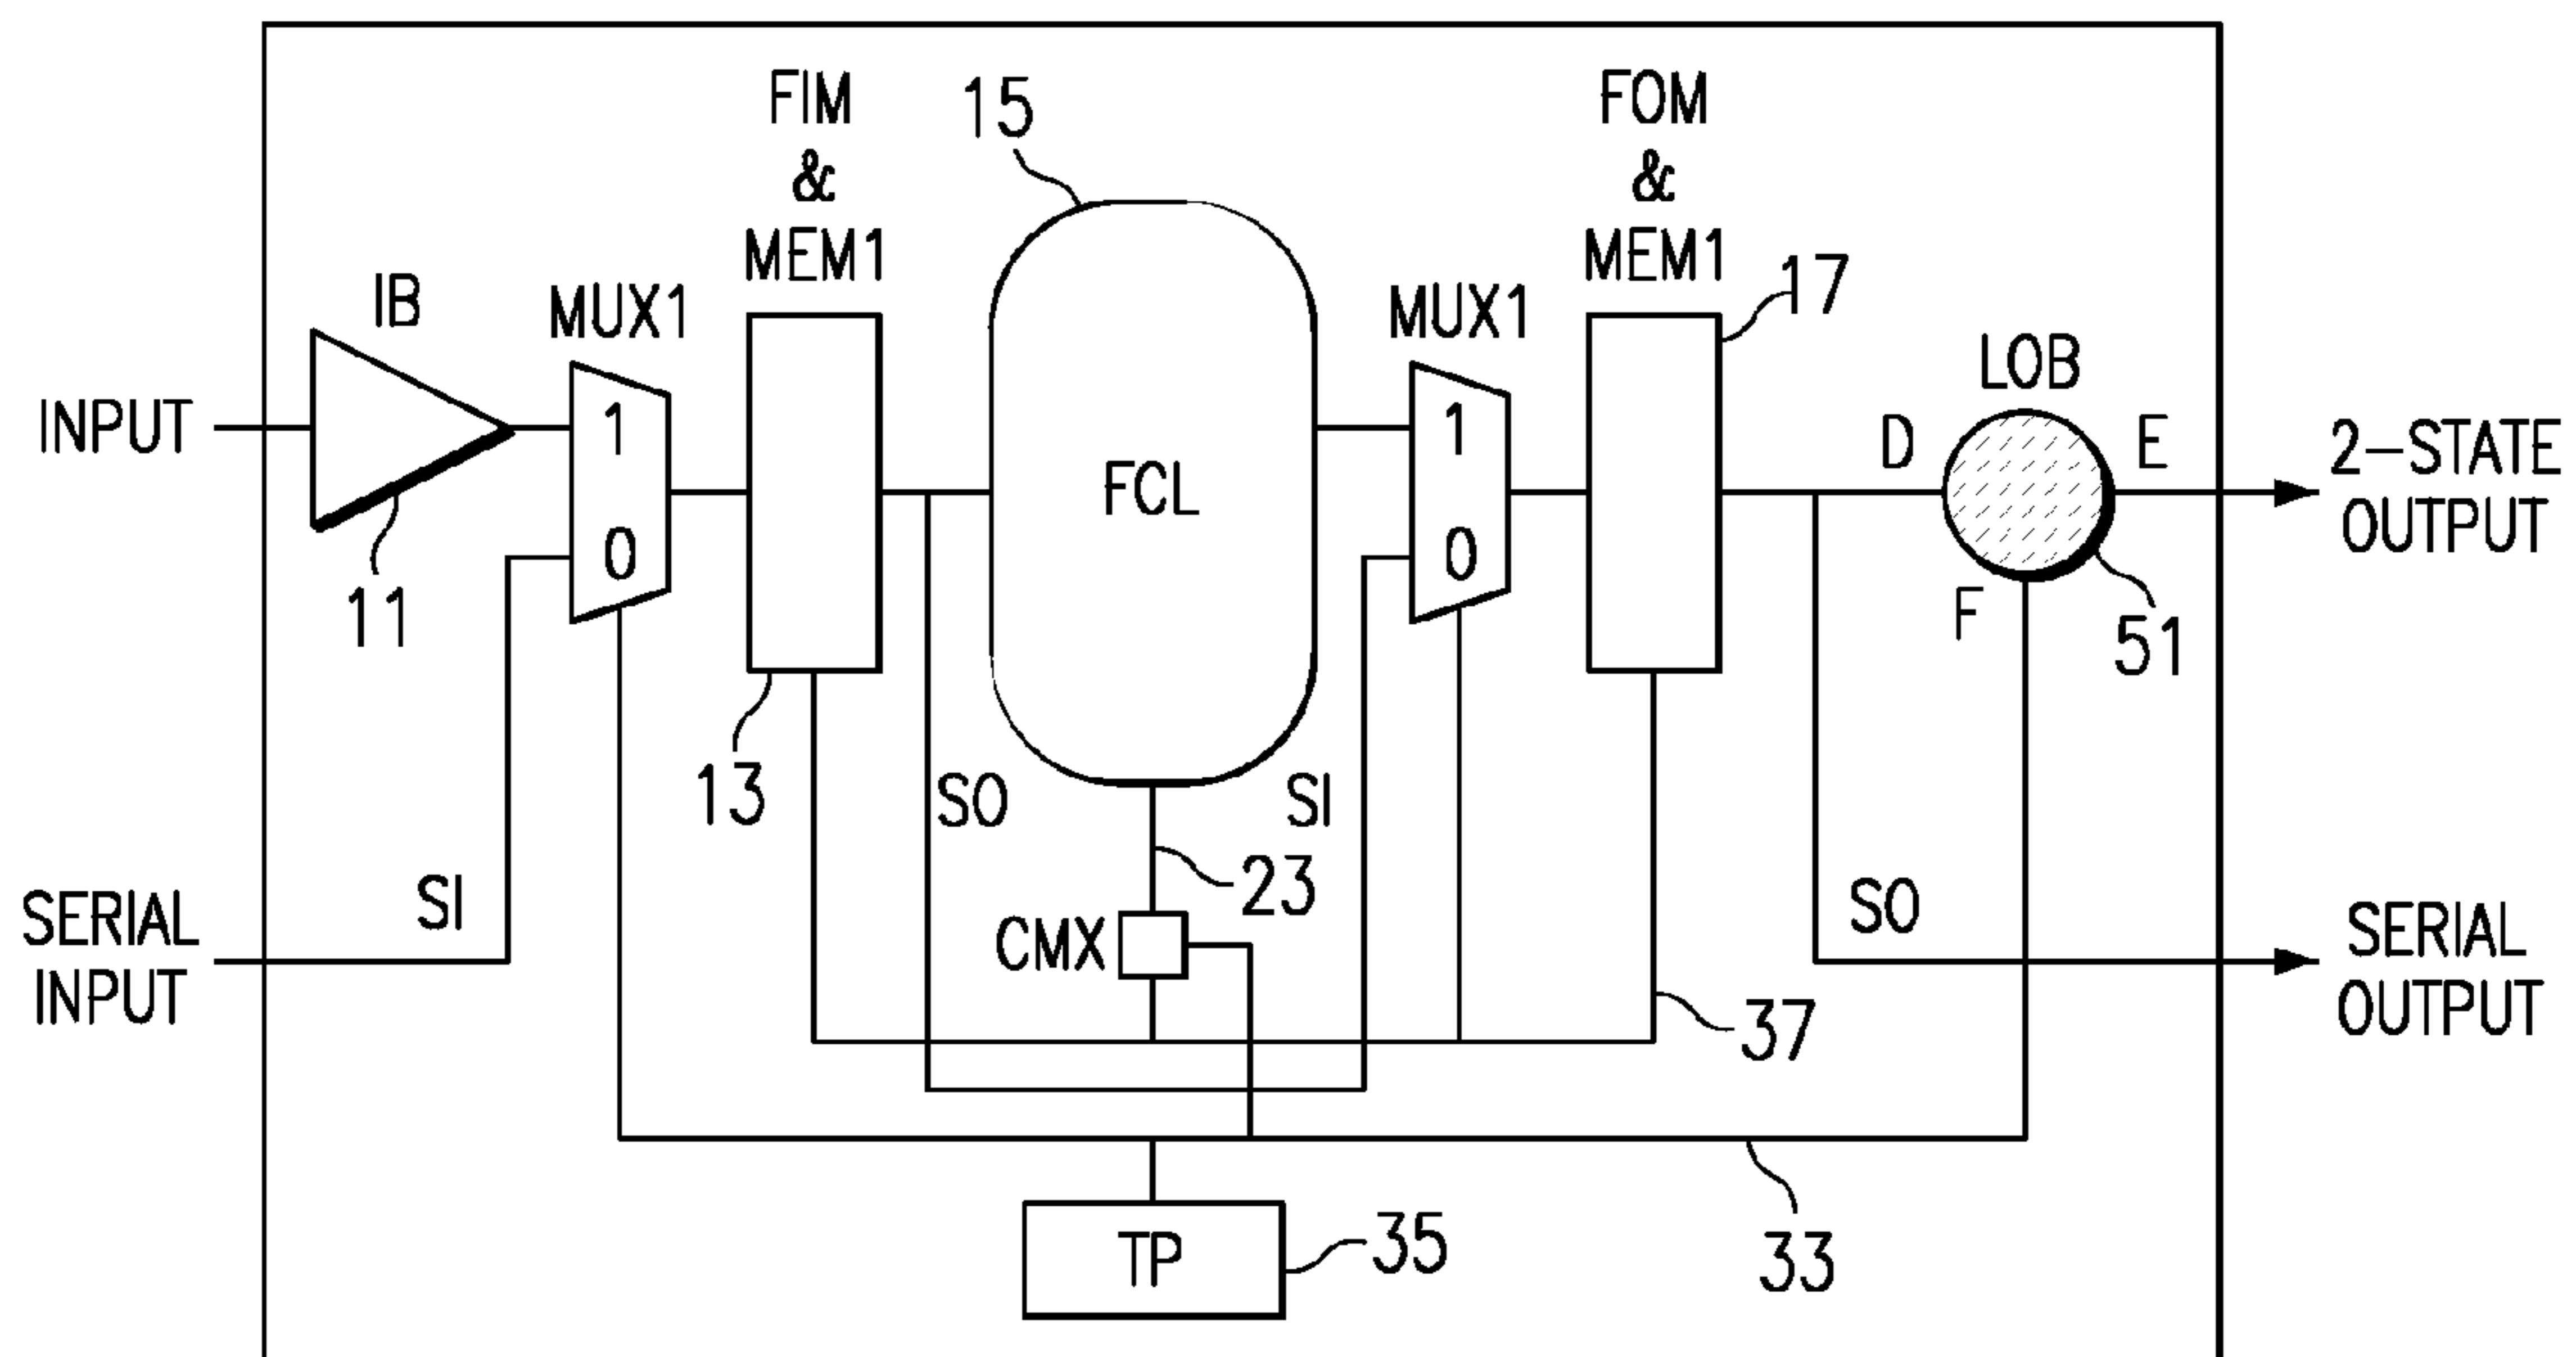 FIM
&
MEM1
15
FOM
&
MEM1
17
IB
MUX1
MUX1
LOB
INPUT
1
0
FCL
1
0
D
E
F
2-STATE
OUTPUT
11
13
51
SO
SI
23
SI
CMX
SO
SERIAL
INPUT
37
SERIAL
OUTPUT
TP
35
33